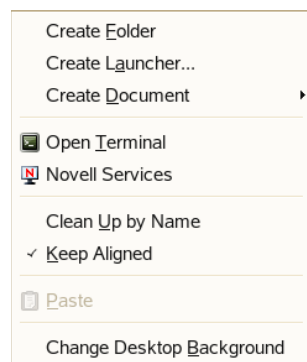 Create Folder
Create Launcher...
Create Document
Open Terminal
Novell Services
Clean Up by Name
Keep Aligned
Paste
Change Desktop Background